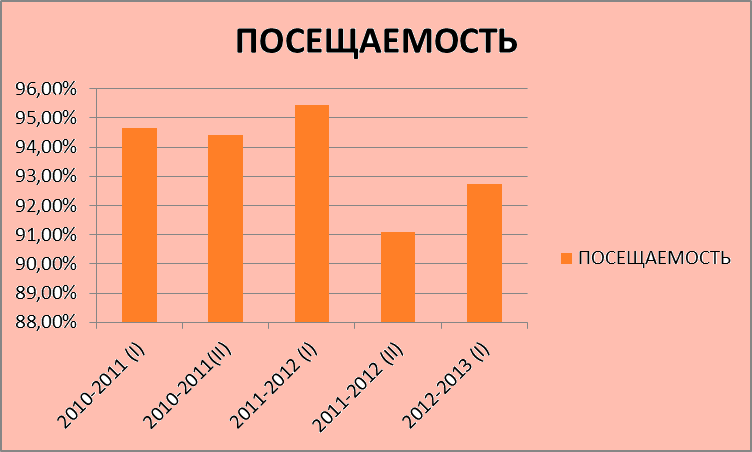 ПОСЕЩАЕМОСТЬ
96,00%
95,00%
94,00%
93,00%
92,00%
91,00%
90,00%
89,00%
88,00%
2010-2011 (I)
2010-2011(II)
2011-2012 (I)
2011-2012 (II)
2012-2013 (I)
ПОСЕЩАЕМОСТЬ